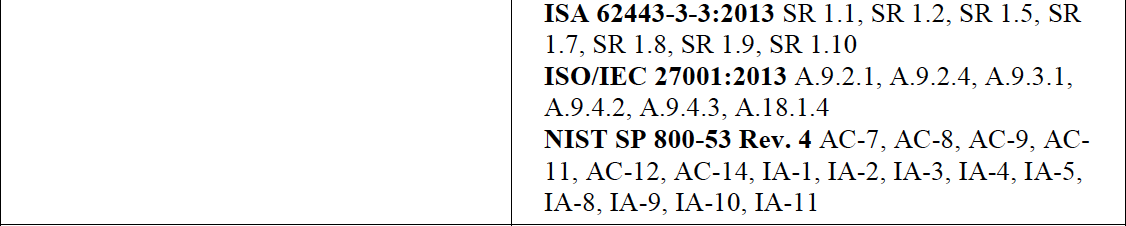 ISA 62443-3-3:2013 SR 1.1, SR 1.2, SR 1.5, SR
1.7, SR 1.8, SR 1.9, SR 1.10
ISO/IEC 27001:2013 A.9.2.1, A.9.2.4, A.9.3.1,
A.9.4.2, A.9.4.3, A.18.1.4
NIST SP 800-53 Rev. 4 AC-7, AC-8, AC-9, AC-
11, AC-12, AC-14, IA-1, IA-2, IA-3, IA-4, IA-5,
IA-8, IA-9, IA-10, IA-11